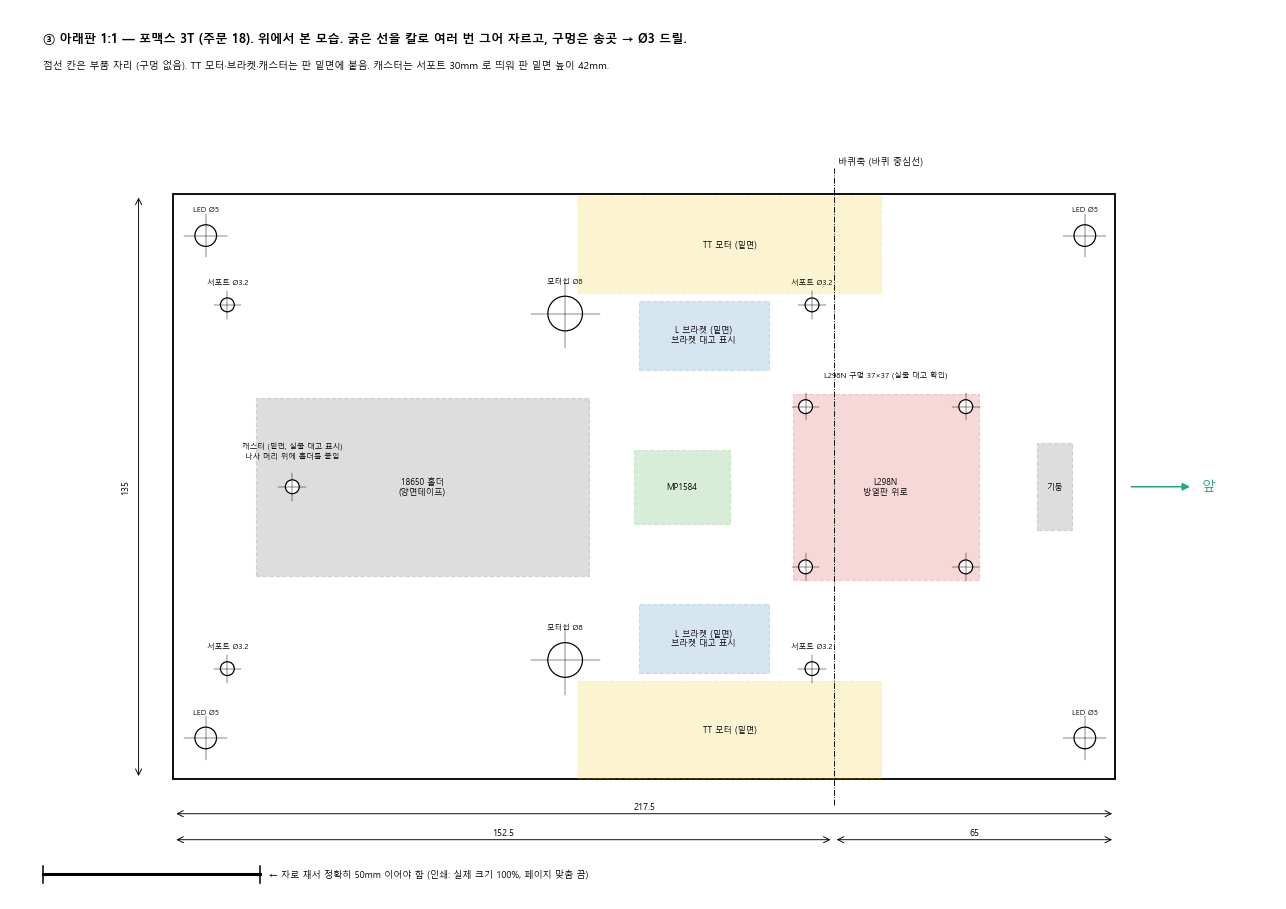 ③ 아래판 1:1 — 포맥스 3T (주문 18). 위에서 본 모습. 굵은 선을 칼로 여러 번 그어 자르고, 구멍은 송곳 → Ø3 드릴.
점선 칸은 부품 자리 (구멍 없음). TT 모터·브라켓·캐스터는 판 밑면에 붙음. 캐스터는 서포트 30mm 로 띄워 판 밑면 높이 42mm.
바퀴축 (바퀴 중심선)
LED Ø5
LED Ø5
TT 모터 (밑면)
서포트 Ø3.2
모터선 Ø8
서포트 Ø3.2
L 브라켓 (밑면)
브라켓 대고 표시
L298N 구멍 37×37 (실물 대고 확인)
캐스터 (밑면, 실물 대고 표시)
나사 머리 위에 홀더를 붙임
18650 홀더
(양면테이프)
MP1584
L298N
방열판 위로
기둥
앞
135
L 브라켓 (밑면)
브라켓 대고 표시
모터선 Ø8
서포트 Ø3.2
서포트 Ø3.2
LED Ø5
TT 모터 (밑면)
LED Ø5
217.5
152.5
65
← 자로 재서 정확히 50mm 이어야 함 (인쇄: 실제 크기 100%, 페이지 맞춤 끔)